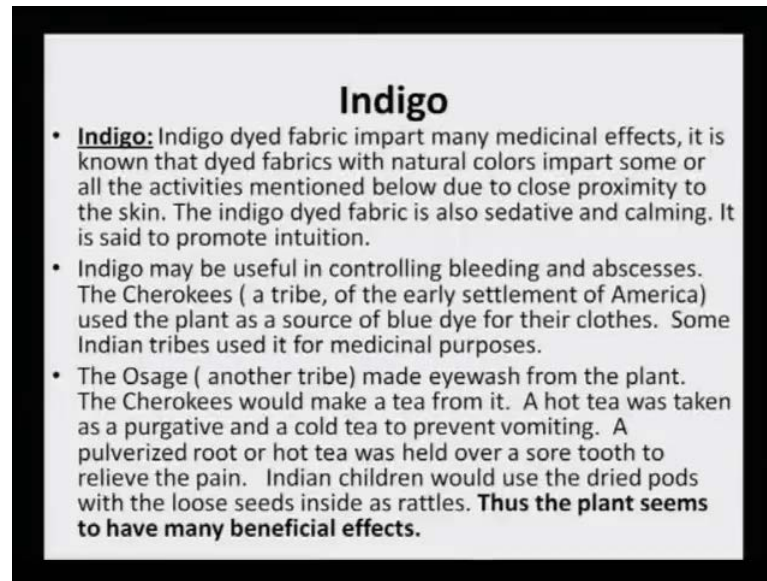 Indigo
• Indigo: Indigo dyed fabric impart many medicinal effects, it is
known that dyed fabrics with natural colors impart some or
all the activities mentioned below due to close proximity to
the skin. The indigo dyed fabric is also sedative and calming. It
is said to promote intuition.
• Indigo may be useful in controlling bleeding and abscesses.
The Cherokees ( a tribe, of the early settlement of America)
used the plant as a source of blue dye for their clothes. Some
Indian tribes used it for medicinal purposes.
• The Osage ( another tribe) made eyewash from the plant.
The Cherokees would make a tea from it. A hot tea was taken
as a purgative and a cold tea to prevent vomiting. A
pulverized root or hot tea was held over a sore tooth to
relieve the pain. Indian children would use the dried pods
with the loose seeds inside as rattles. Thus the plant seems
to have many beneficial effects.